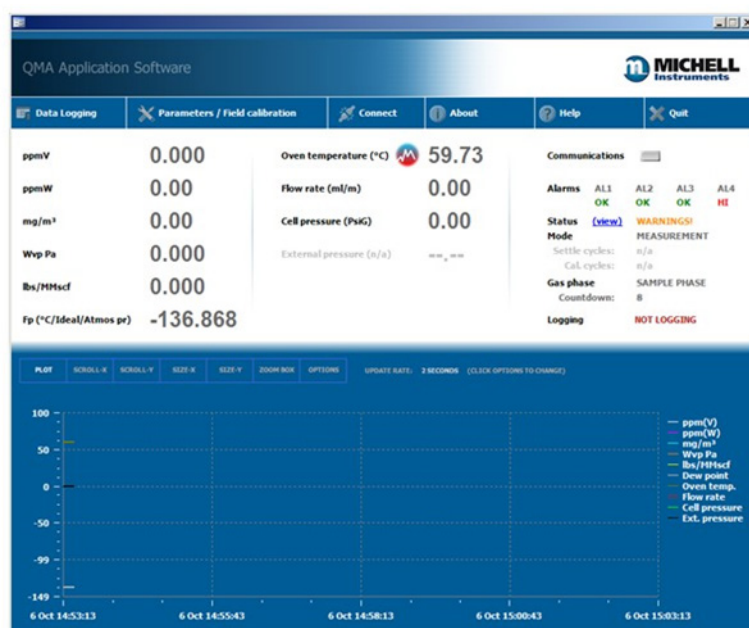 QMA Application Software
MICHELL
Instruments
Data Logging Parameters / Field calibration Connect About Help Quit
ppmV 0.000 Oven temperature (°C) 59.73 Communications
ppmW 0.00 Flow rate (ml/m) 0.00 Alarms AL1 AL2 AL3 AL4
OK OK OK HI
mg/m³ 0.00 Cell pressure (PsiG) 0.00 Status (view) WARNINGS!
Mode MEASUREMENT
Wvp Pa 0.000 External pressure (n/a) --.-- Settle cycles: n/a
Cal. cycles: n/a
lbs/MMscf 0.000 Gas phase SAMPLE PHASE
Countdown: 8
Fp (°C/Ideal/Atmos pr) -136.868 Logging NOT LOGGING
PLOT SCROLL-X SCROLL-Y SIZE-X SIZE-Y ZOOM BOX OPTIONS UPDATE RATE: 2 SECONDS (CLICK OPTIONS TO CHANGE)
100
50
0
-50
-99
-149
6 Oct 14:53:13 6 Oct 14:55:43 6 Oct 14:58:13 6 Oct 15:00:43 6 Oct 15:03:13
ppm(V)
ppm(W)
mg/m³
Wvp Pa
lbs/MMscf
Dew point
Oven temp.
Flow rate
Cell pressure
Ext. pressure